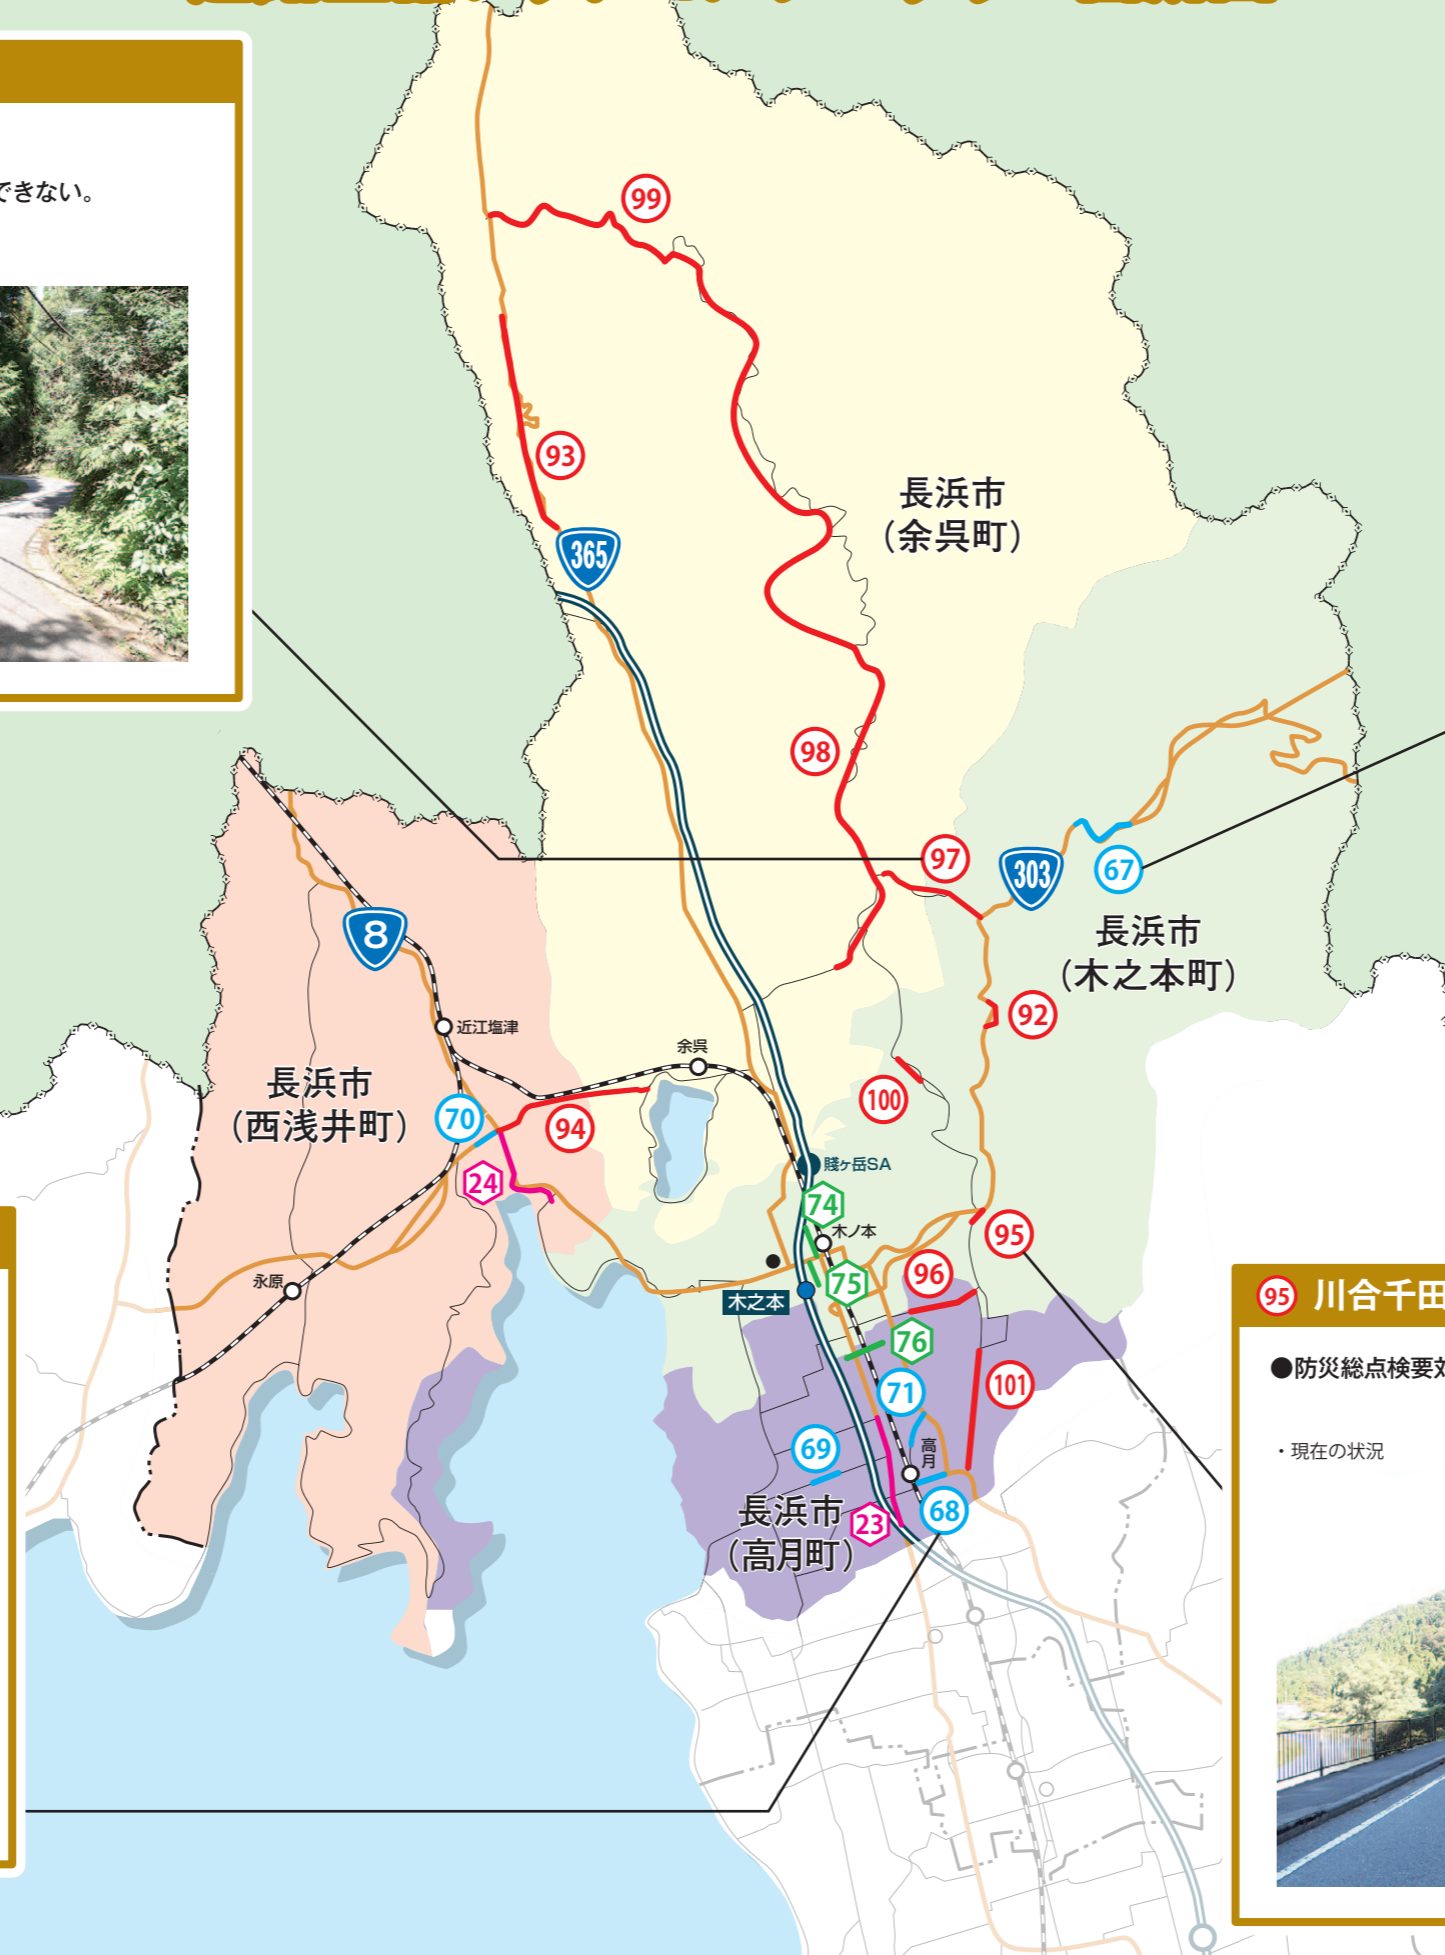 できない。
99
93
365
長浜市
(余呉町)
98
97
303
67
8
長浜市
(木之本町)
92
近江塩津
余呉
長浜市
(西浅井町)
70
94
100
24
賤ヶ岳SA
74
木ノ本
95
永原
木之本
75
96
76
71
101
69
高月
長浜市
(高月町)
23
68
95 川合千田
●防災総点検要
・現在の状況